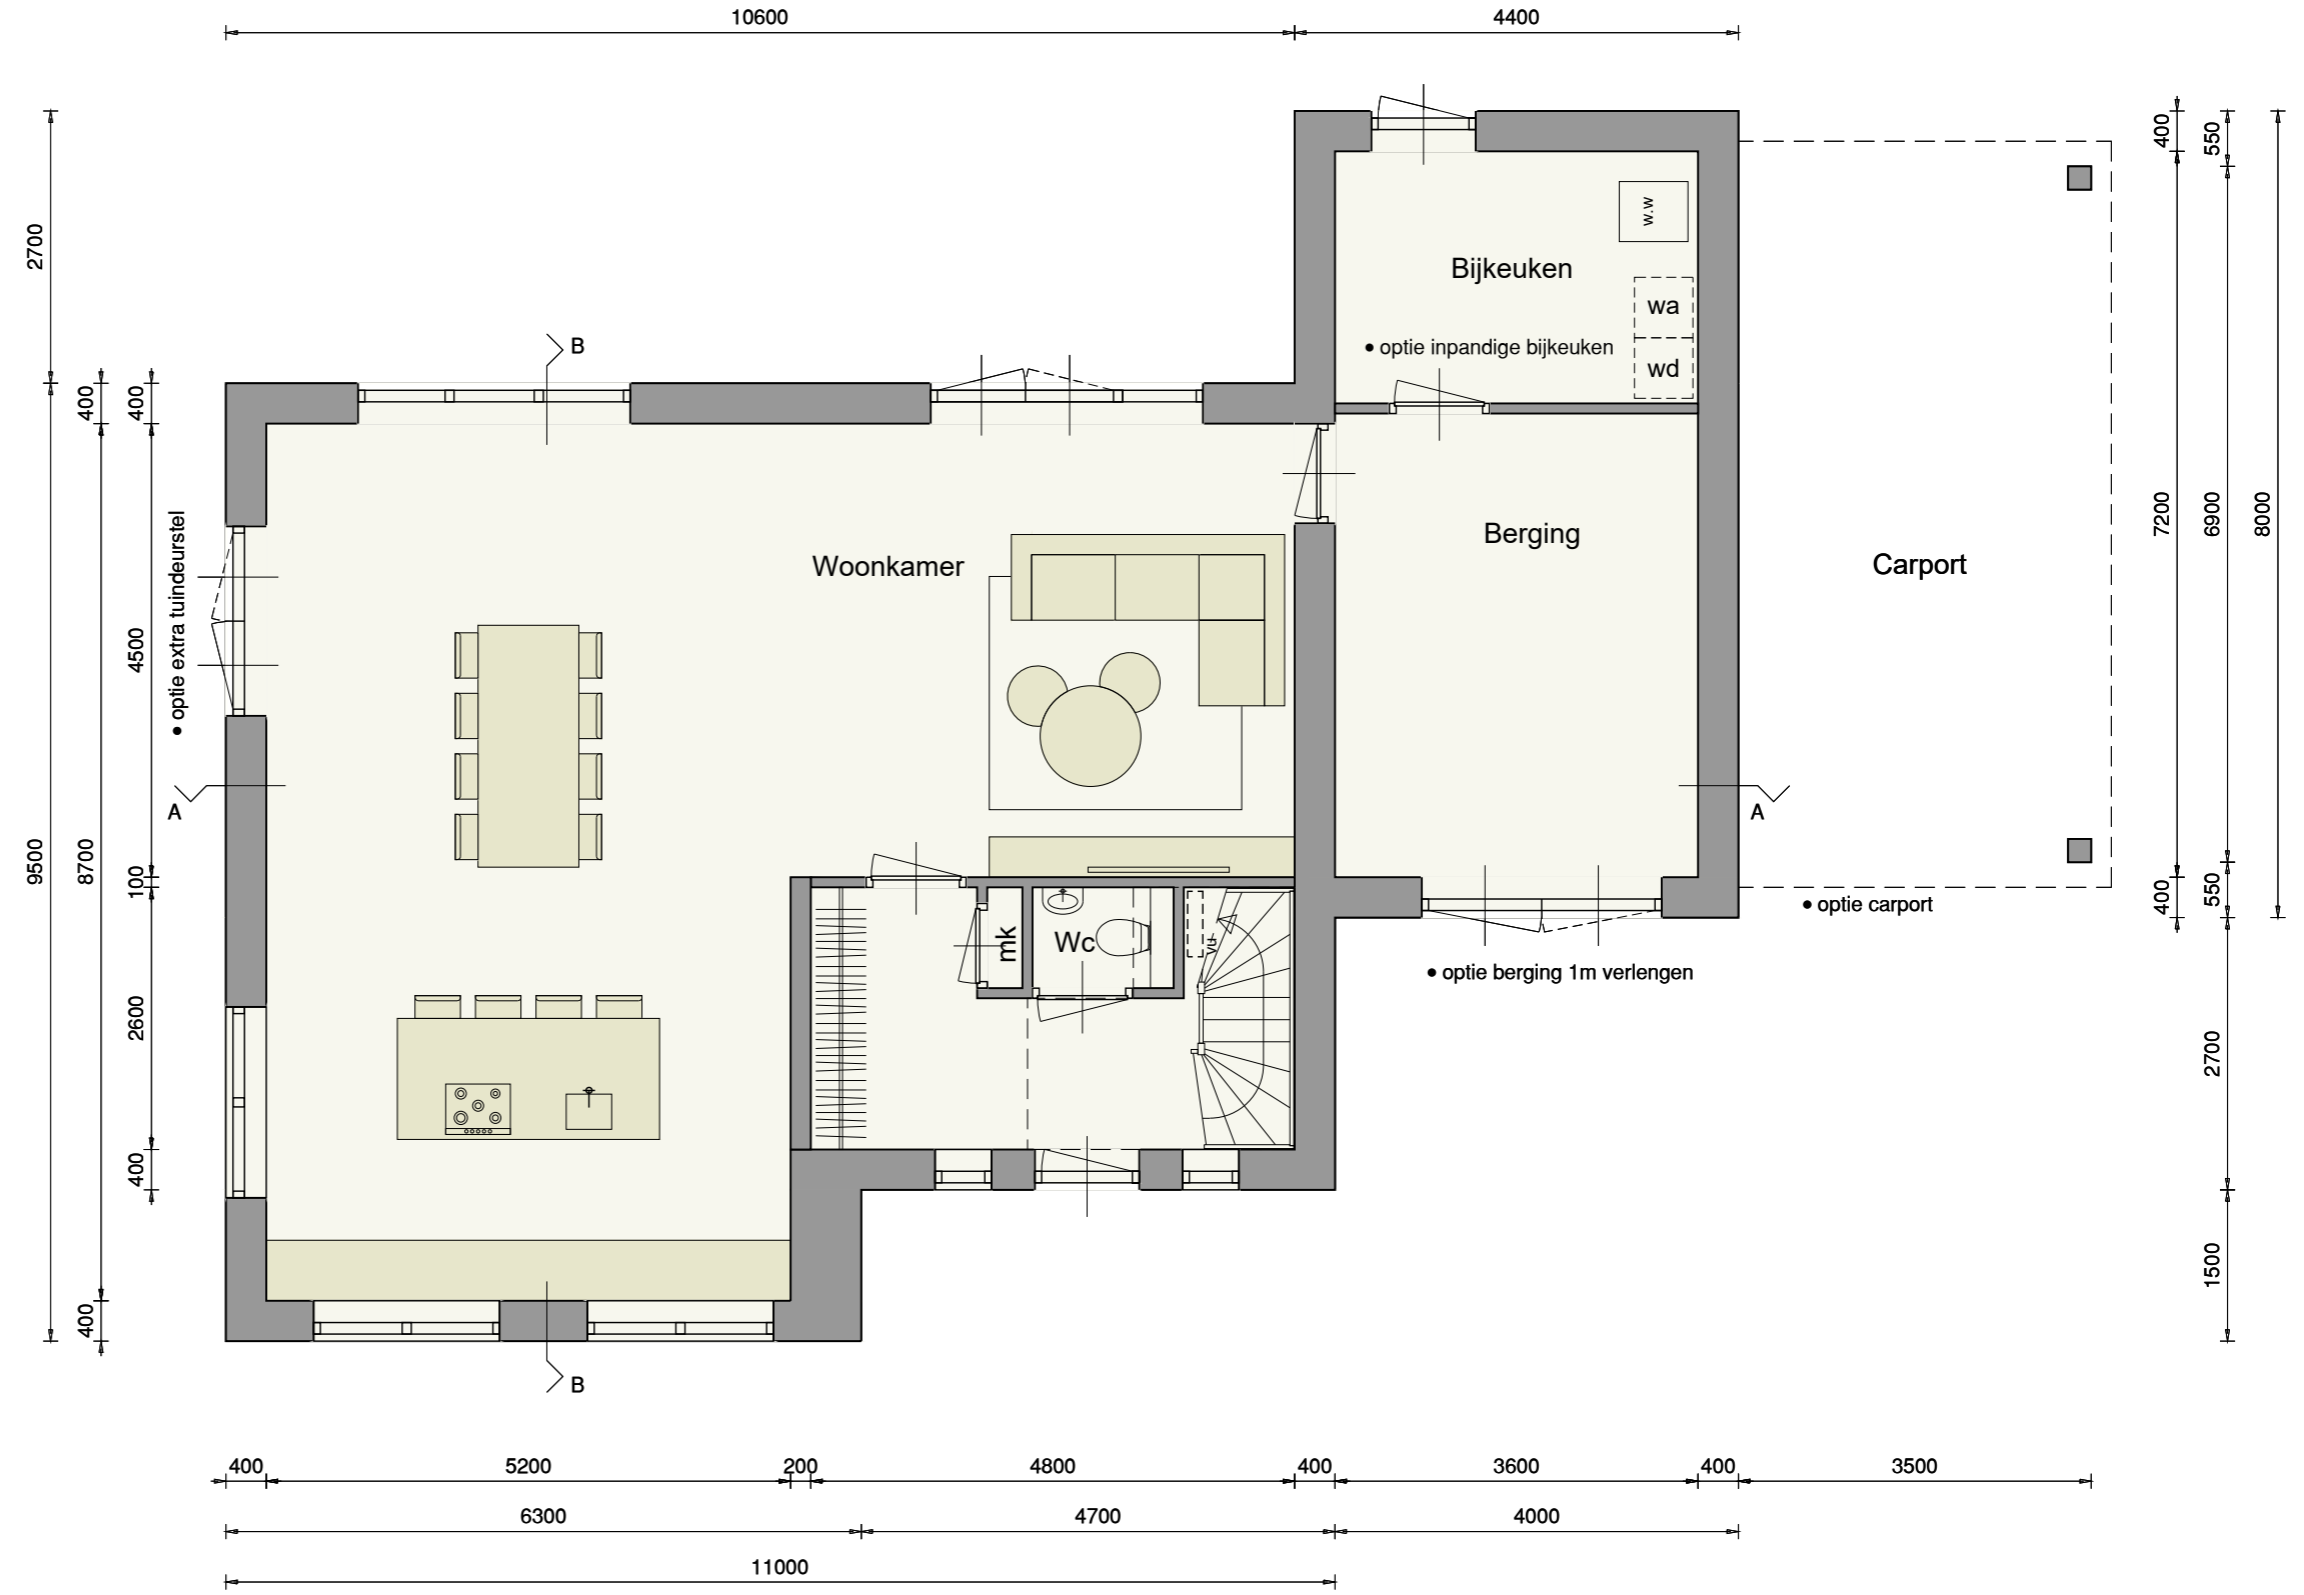 10600
4400
2700
400
400
400
550
B
Bijkeuken
w.w
wa
wd
• optie inpandige bijkeuken
Woonkamer
Berging
Carport
• optie extra tuindeurstel
4500
7200
6900
8000
A
A
9500
8700
100
2600
400
400
mk
Wc
vu
400
550
• optie carport
• optie berging 1m verlengen
2700
1500
B
400
5200
200
4800
400
3600
400
3500
6300
4700
4000
11000